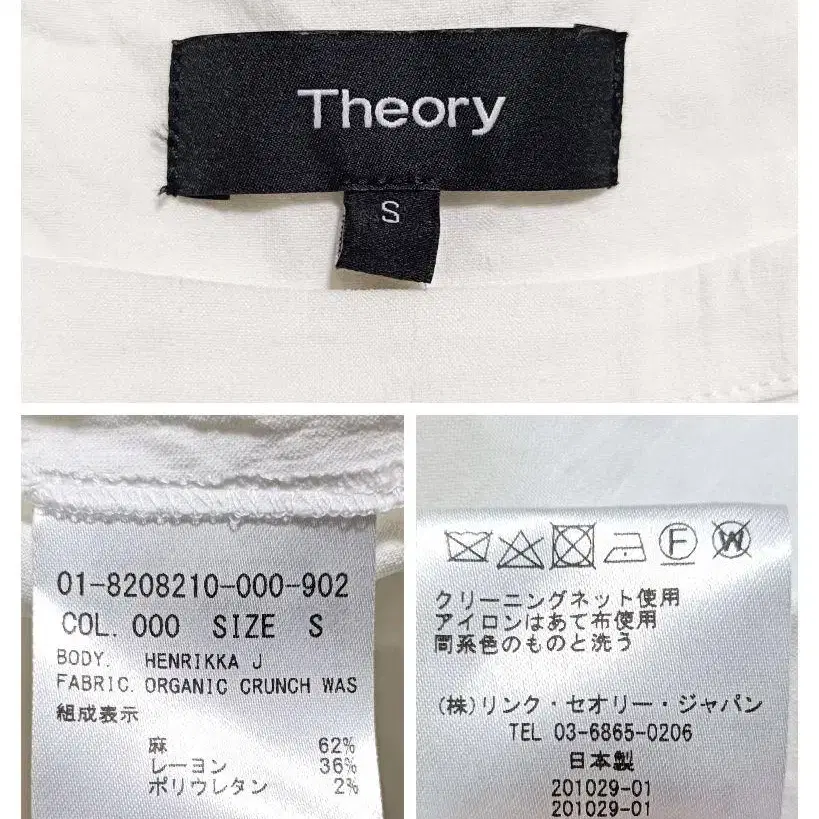 Theory
S
01-8208210-000-902
COL. 000 SIZE S
BODY. HENRIKKA J
FABRIC. ORGANIC CRUNCH WAS
組成表示
麻 62%
レーヨン 36%
ポリウレタン 2%
F
W
クリーニングネット使用
アイロンはあて布使用
同系色のものと洗う
(株)リンク・セオリー・ジャパン
TEL 03-6865-0206
日本製
201029-01
201029-01